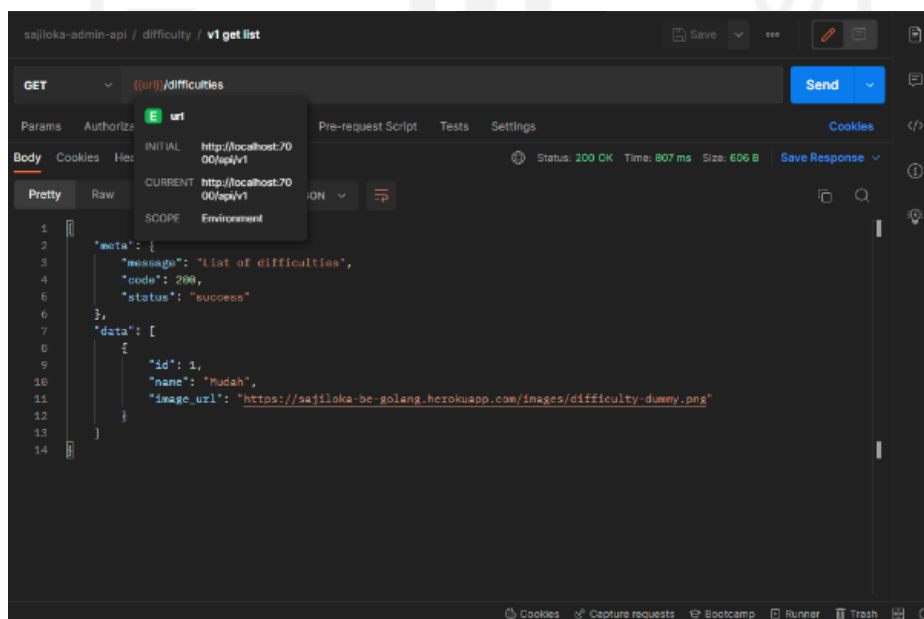 sajiloka-admin-api / difficulty / v1 get list
Save
GET
{{url}}/difficulties
Send
E url
Params Authoriza Pre-request Script Tests Settings Cookies
INITIAL http://localhost:70
00/api/v1
Body Cookies Hea Status: 200 OK Time: 807 ms Size: 606 B Save Response
CURRENT http://localhost:70
00/api/v1
Pretty Raw ON
SCOPE Environment
1 {
2 "meta": {
3 "message": "List of difficulties",
4 "code": 200,
5 "status": "success"
6 },
7 "data": [
8 {
9 "id": 1,
10 "name": "Mudah",
11 "image_url": "https://sajiloka-be-golang.herokuapp.com/images/difficulty-dummy.png"
12 }
13 ]
14 }
Cookies Capture requests Bootcamp Runner Trash